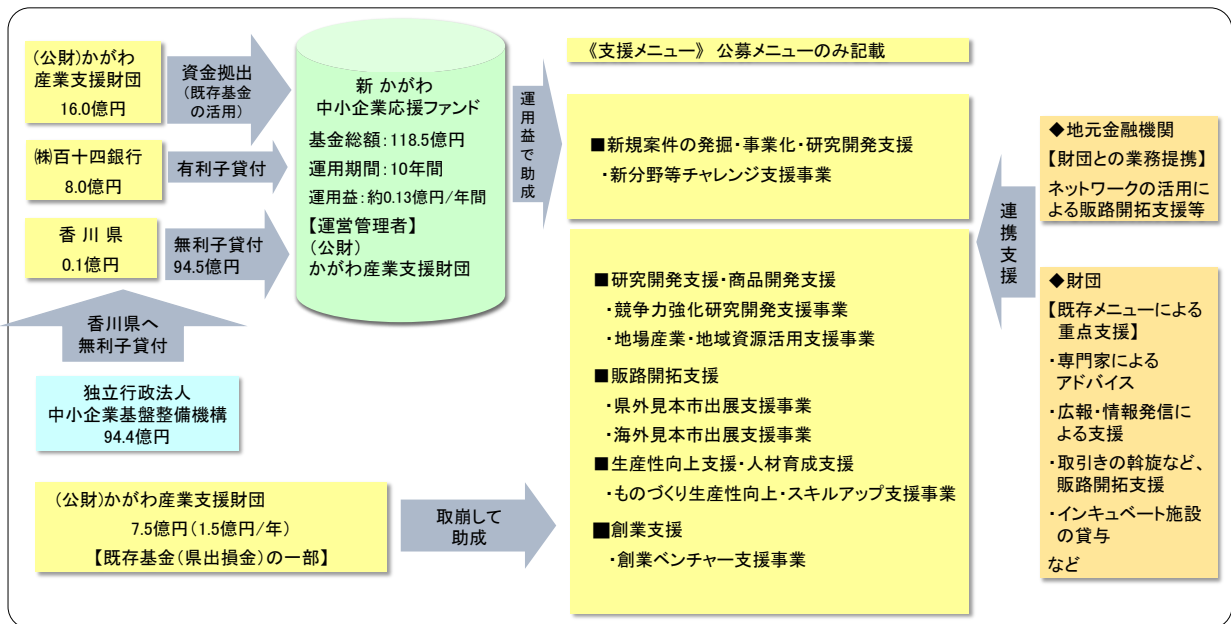 (公財)かがわ
産業支援財団
16.0億円
資金拠出
(既存基金
の活用)
㈱百十四銀行
8.0億円
有利子貸付
香 川 県
0.1億円
無利子貸付
94.5億円
香川県へ
無利子貸付
独立行政法人
中小企業基盤整備機構
94.4億円
新 かがわ
中小企業応援ファンド
基金総額:118.5億円
運用期間:10年間
運用益:約0.13億円/年間
【運営管理者】
(公財)
かがわ産業支援財団
運用益で助成
(公財)かがわ産業支援財団
7.5億円(1.5億円/年)
【既存基金(県出損金)の一部】
取崩して
助成
《支援メニュー》 公募メニューのみ記載
■新規案件の発掘・事業化・研究開発支援
・新分野等チャレンジ支援事業
■研究開発支援・商品開発支援
・競争力強化研究開発支援事業
・地場産業・地域資源活用支援事業
■販路開拓支援
・県外見本市出展支援事業
・海外見本市出展支援事業
■生産性向上支援・人材育成支援
・ものづくり生産性向上・スキルアップ支援事業
■創業支援
・創業ベンチャー支援事業
連携支援
◆地元金融機関
【財団との業務提携】
ネットワークの活用に
よる販路開拓支援等
◆財団
【既存メニューによる
重点支援】
・専門家による
アドバイス
・広報・情報発信に
よる支援
・取引きの斡旋など、
販路開拓支援
・インキュベート施設
の貸与
など